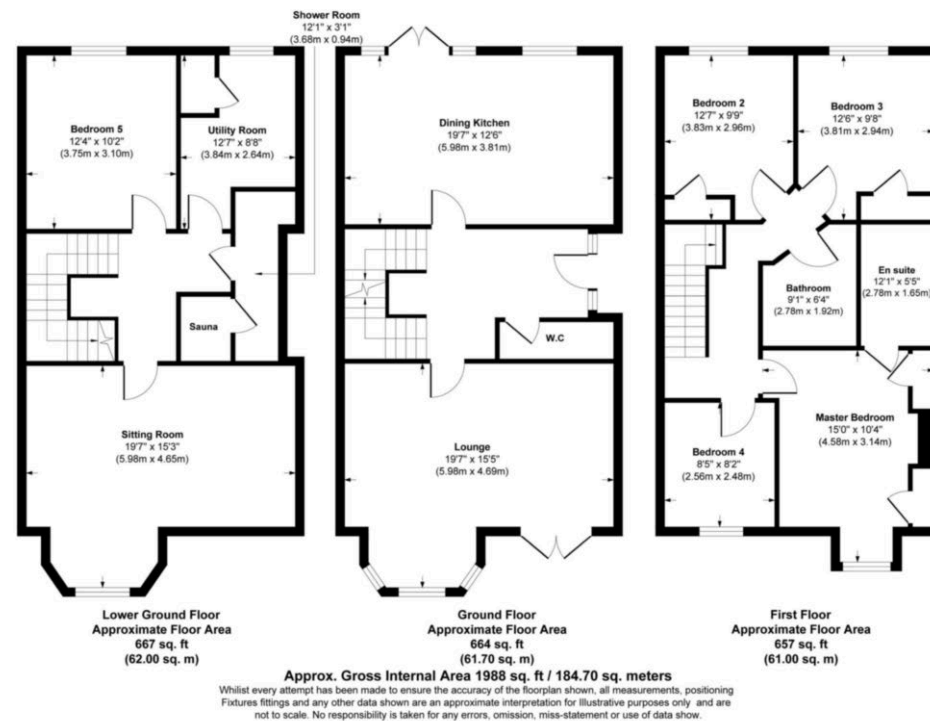 Shower Room
12'1" x 3'1"
(3.68m x 0.94m)
Bedroom 5
12'4" x 10'2"
(3.75m x 3.10m)
Utility Room
12'7" x 8'8"
(3.84m x 2.64m)
Sauna
Sitting Room
19'7" x 15'3"
(5.98m x 4.65m)
Lower Ground Floor
Approximate Floor Area
667 sq. ft
(62.00 sq. m)
Dining Kitchen
19'7" x 12'6"
(5.98m x 3.81m)
W.C
Lounge
19'7" x 15'5"
(5.98m x 4.69m)
Ground Floor
Approximate Floor Area
664 sq. ft
(61.70 sq. m)
Bedroom 2
12'7" x 9'9"
(3.83m x 2.96m)
Bedroom 3
12'6" x 9'8"
(3.81m x 2.94m)
Bathroom
9'1" x 6'4"
(2.78m x 1.92m)
En suite
12'1" x 5'5"
(2.78m x 1.65m)
Master Bedroom
15'0" x 10'4"
(4.58m x 3.14m)
Bedroom 4
8'5" x 8'2"
(2.56m x 2.48m)
First Floor
Approximate Floor Area
657 sq. ft
(61.00 sq. m)
Approx. Gross Internal Area 1988 sq. ft / 184.70 sq. meters
Whilst every attempt has been made to ensure the accuracy of the floorplan shown, all measurements, positioning
Fixtures fittings and any other data shown are an approximate interpretation for Illustrative purposes only and are
not to scale. No responsibility is taken for any errors, omission, miss-statement or use of data show.